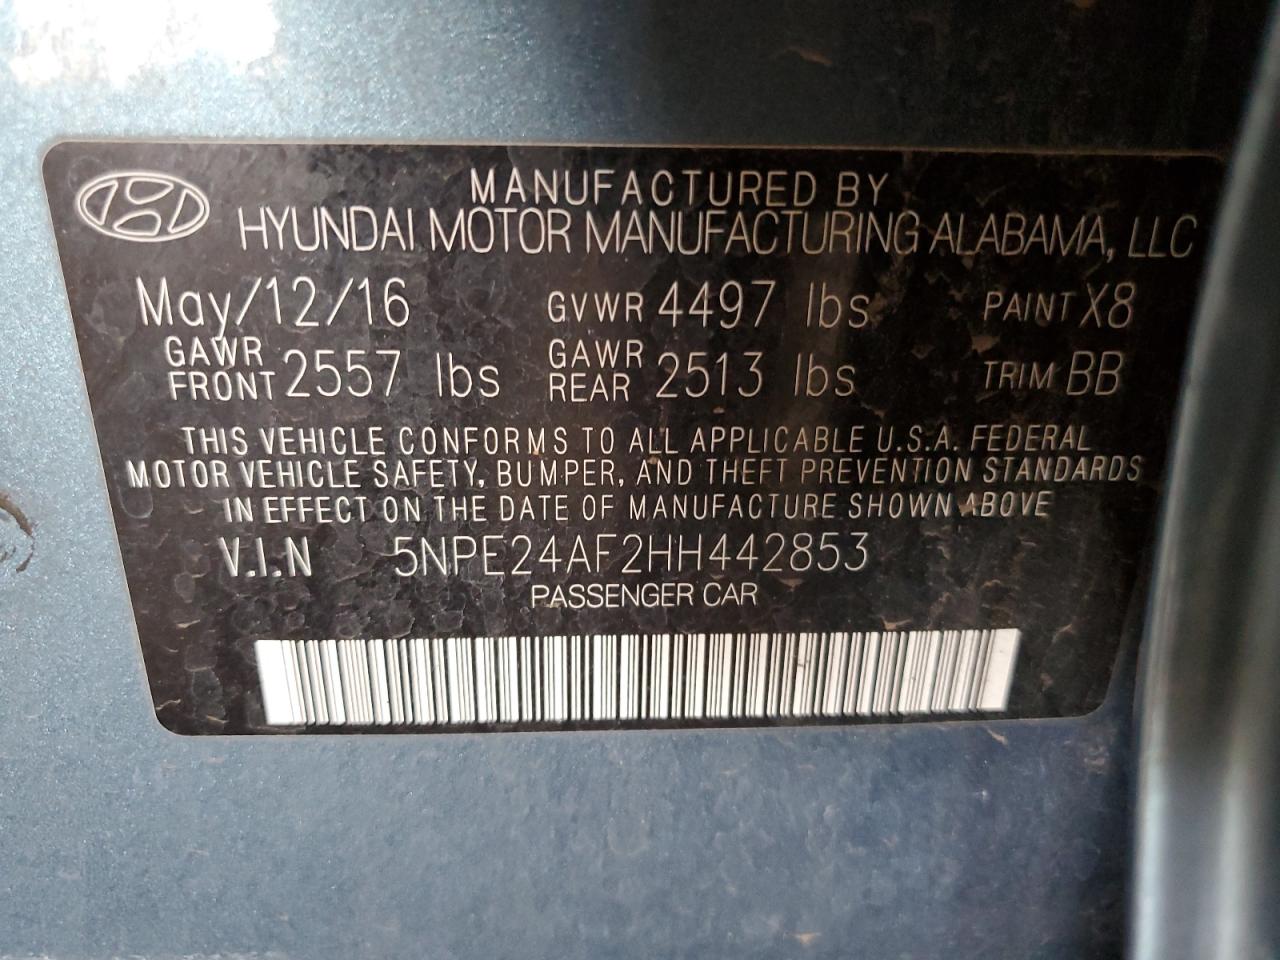 MANUFACTURED BY
HYUNDAI MOTOR MANUFACTURING ALABAMA, LLC
May/12/16 GVWR 4497 lbs PAINT X8
GAWR FRONT 2557 lbs GAWR REAR 2513 lbs TRIM BB
THIS VEHICLE CONFORMS TO ALL APPLICABLE U.S.A. FEDERAL
MOTOR VEHICLE SAFETY, BUMPER, AND THEFT PREVENTION STANDARDS
IN EFFECT ON THE DATE OF MANUFACTURE SHOWN ABOVE
V.I.N 5NPE24AF2HH442853
PASSENGER CAR